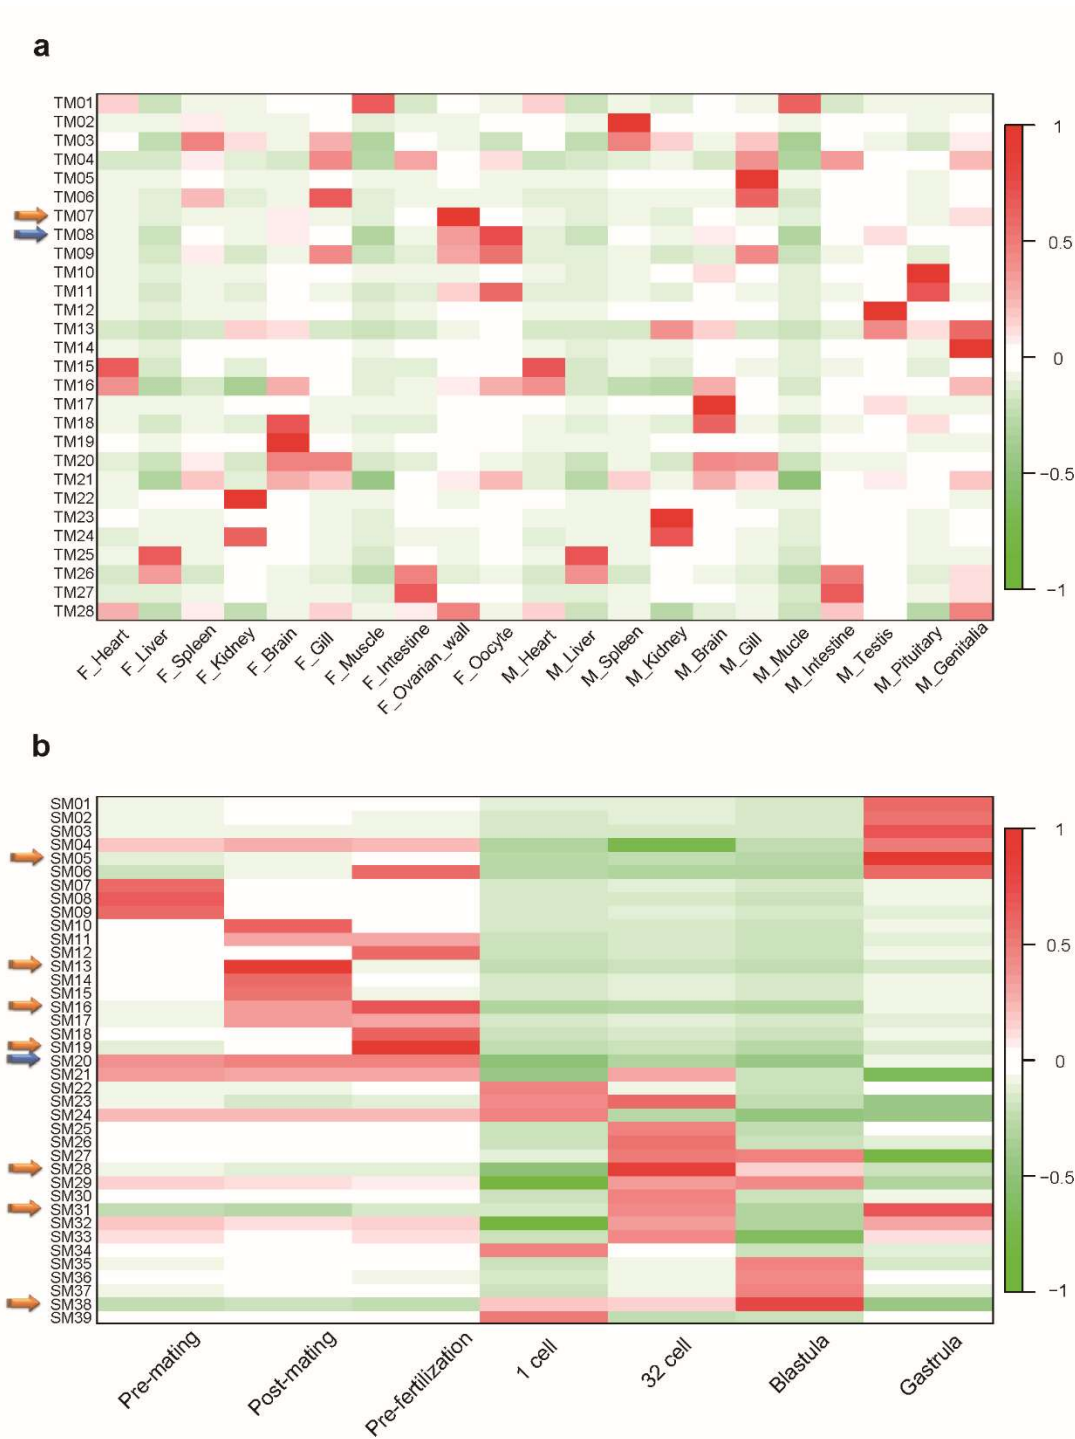 a
TM01
TM02
TM03
TM04
TM05
TM06
TM07
TM08
TM09
TM10
TM11
TM12
TM13
TM14
TM15
TM16
TM17
TM18
TM19
TM20
TM21
TM22
TM23
TM24
TM25
TM26
TM27
TM28
1
0.5
0
−0.5
−1
F_Heart
F_Liver
F_Spleen
F_Kidney
F_Brain
F_Gill
F_Muscle
F_Intestine
F_Ovarian_wall
F_Oocyte
M_Heart
M_Liver
M_Spleen
M_Kidney
M_Brain
M_Gill
M_Mucle
M_Intestine
M_Testis
M_Pituitary
M_Genitalia
b
SM01
SM02
SM03
SM04
SM05
SM06
SM07
SM08
SM09
SM10
SM11
SM12
SM13
SM14
SM15
SM16
SM17
SM18
SM19
SM20
SM21
SM22
SM23
SM24
SM25
SM26
SM27
SM28
SM29
SM30
SM31
SM32
SM33
SM34
SM35
SM36
SM37
SM38
SM39
1
0.5
0
−0.5
−1
Pre-mating
Post-mating
Pre-fertilization
1 cell
32 cell
Blastula
Gastrula